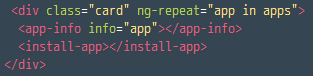 <div class="card" ng-repeat="app in apps">
<app-info info="app"></app-info>
<install-app></install-app>
</div>